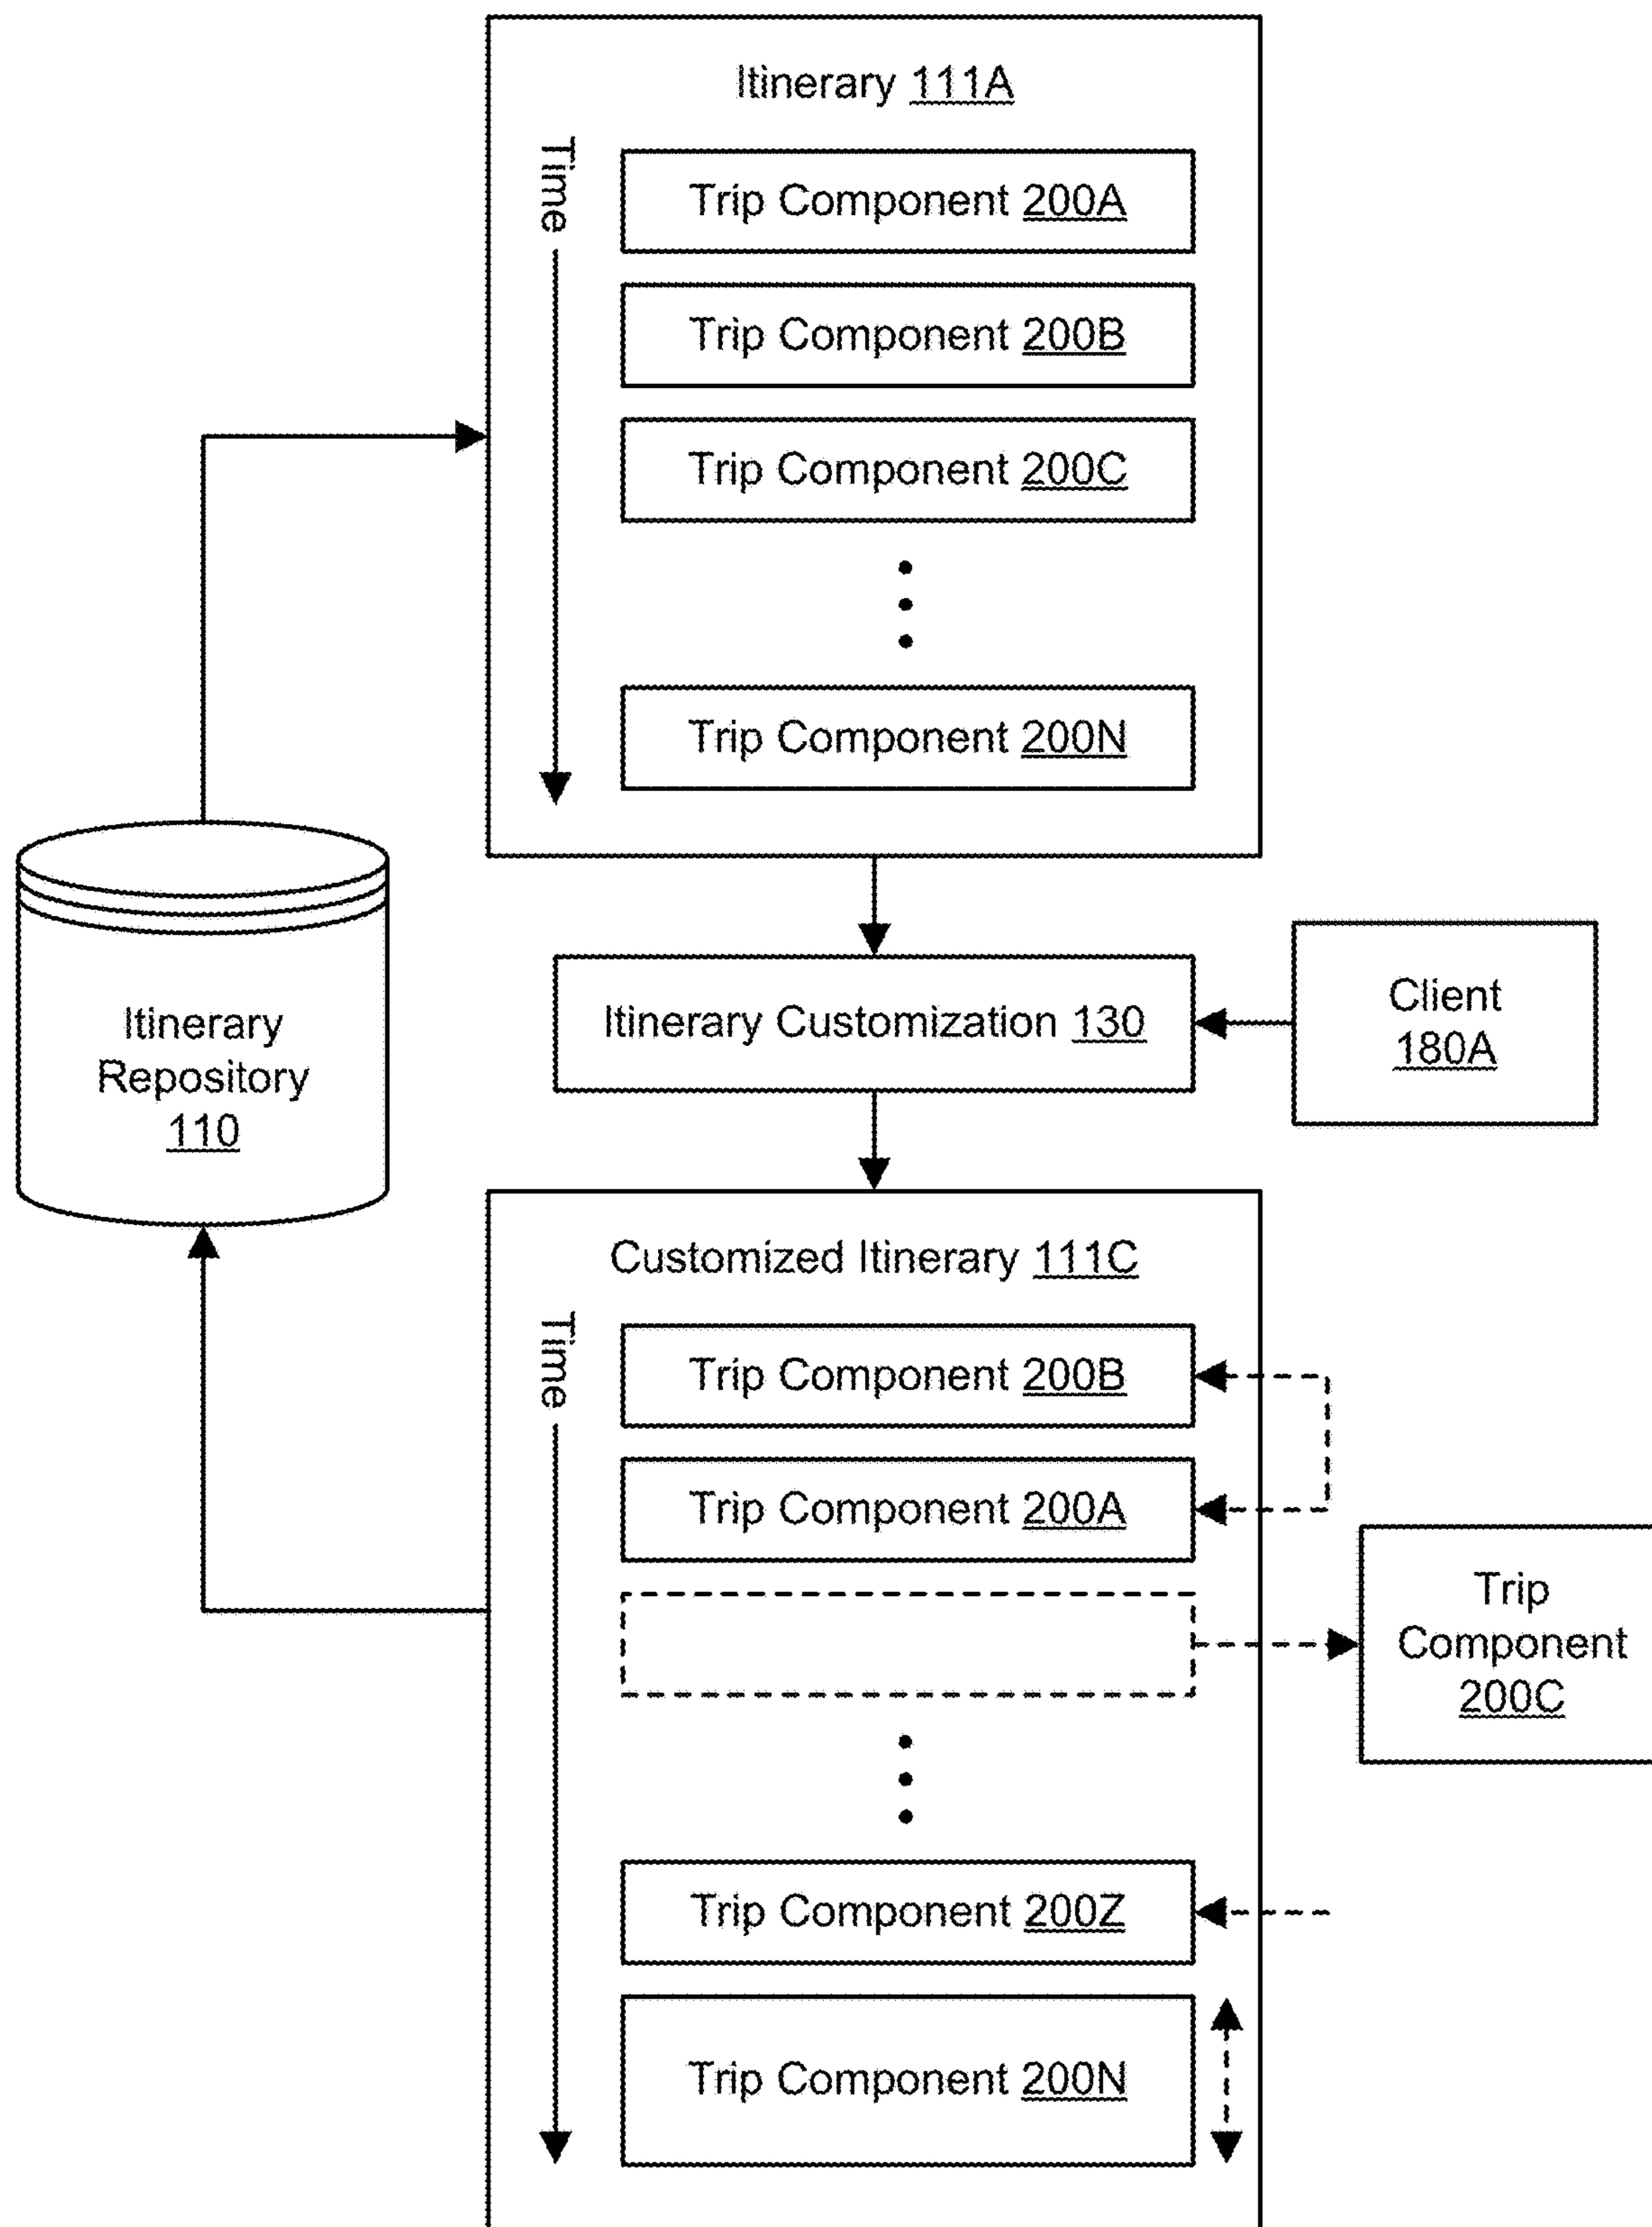 Itinerary 111A
Time
Trip Component 200A
Trip Component 200B
Trip Component 200C
Trip Component 200N
Itinerary
Repository
110
Itinerary Customization 130
Client
180A
Customized Itinerary 111C
Time
Trip Component 200B
Trip Component 200A
Trip
Component
200C
Trip Component 200Z
Trip Component 200N